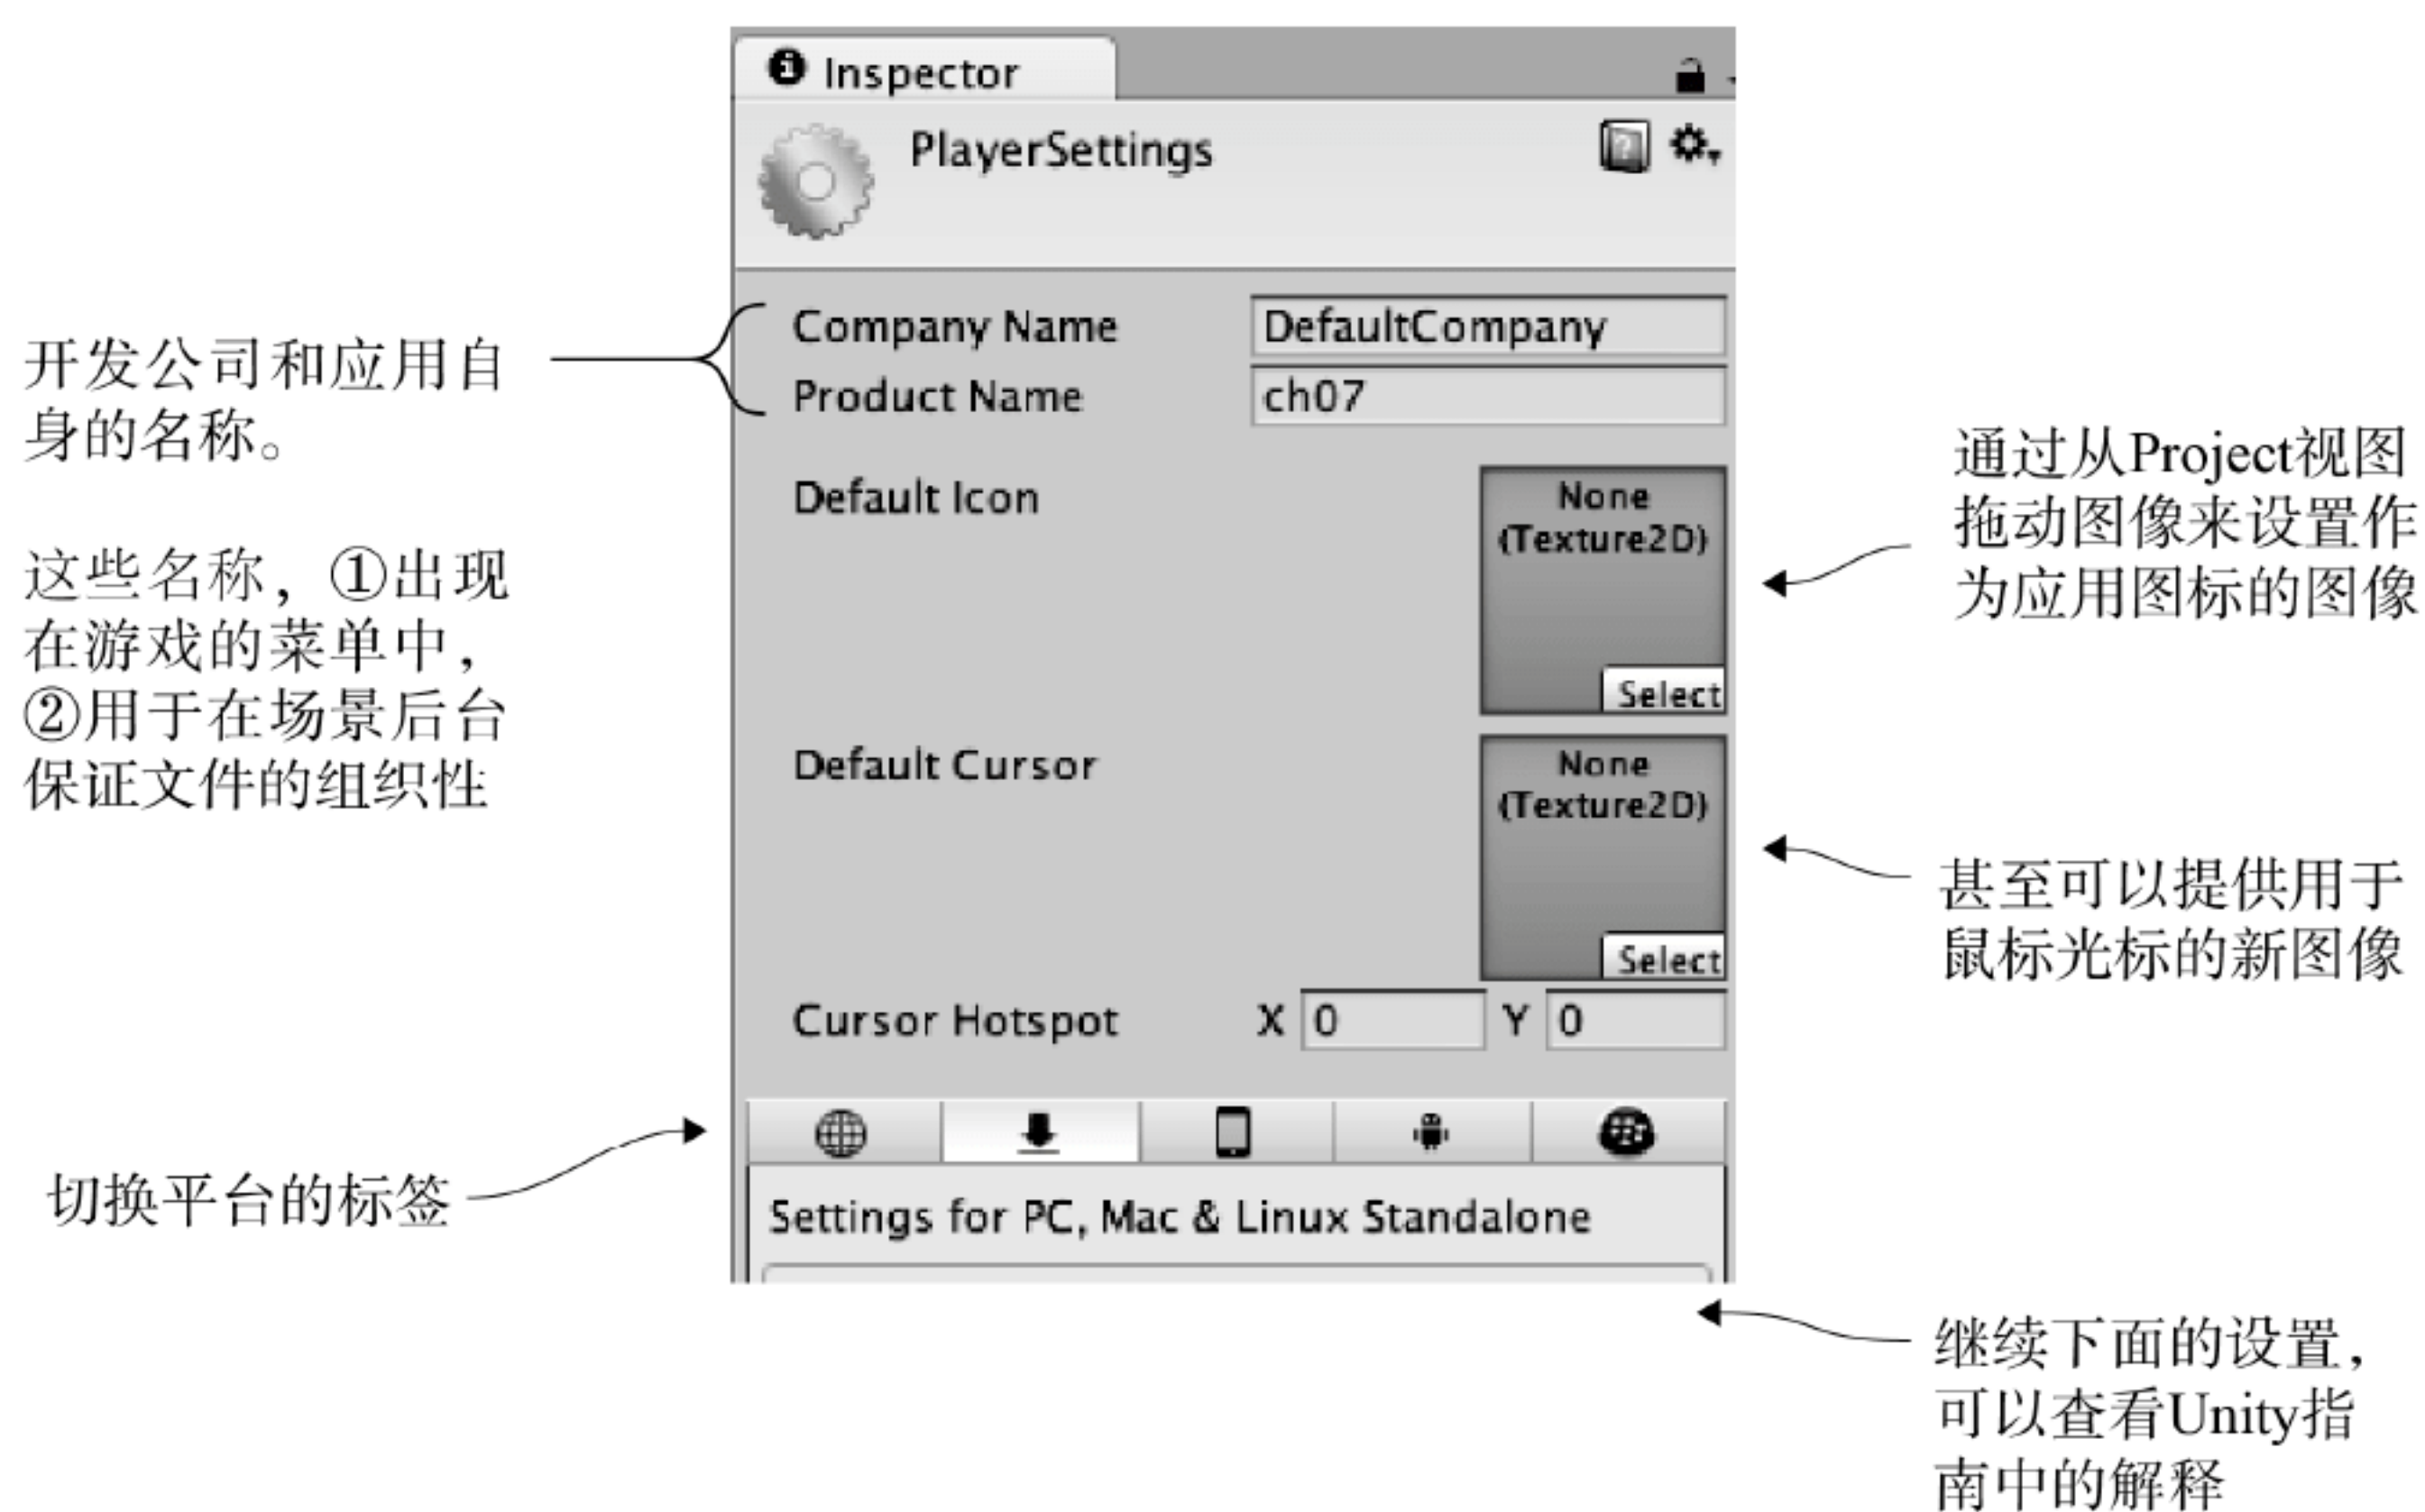 Inspector
PlayerSettings
Company Name DefaultCompany
Product Name ch07
Default Icon None
(Texture2D)
Select
Default Cursor None
(Texture2D)
Select
Cursor Hotspot X 0 Y 0
Settings for PC, Mac & Linux Standalone
开发公司和应用自
身的名称。
这些名称，①出现
在游戏的菜单中，
②用于在场景后台
保证文件的组织性
切换平台的标签
通过从Project视图
拖动图像来设置作
为应用图标的图像
甚至可以提供用于
鼠标光标的新图像
继续下面的设置，
可以查看Unity指
南中的解释